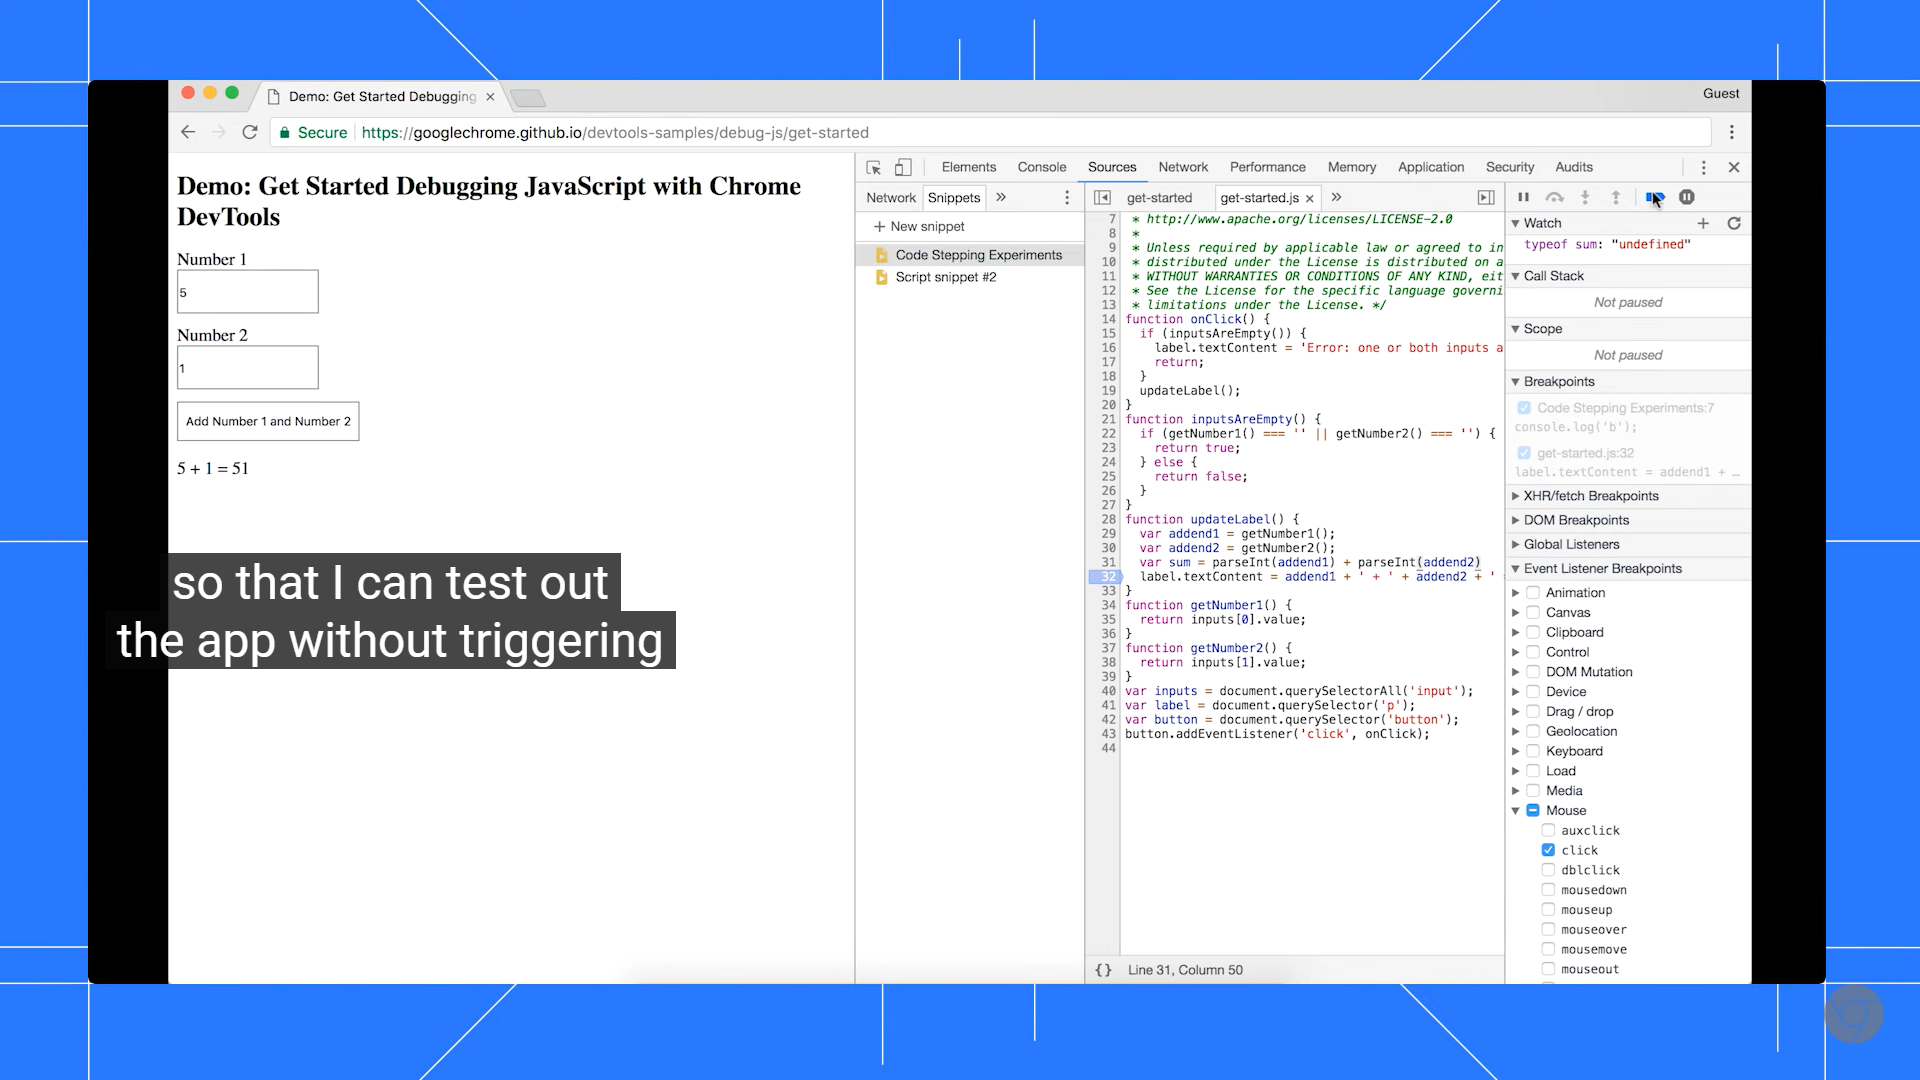 Demo: Get Started Debugging
Guest
Secure
https://googlechrome.github.io/devtools-samples/debug-js/get-started
Demo: Get Started Debugging JavaScript with Chrome
DevTools
Number 1
5
Number 2
1
Add Number 1 and Number 2
5 + 1 = 51
so that I can test out
the app without triggering
Elements Console Sources Network Performance Memory Application Security Audits
Network Snippets »
+ New snippet
Code Stepping Experiments
Script snippet #2
get-started get-started.js »
7 * http://www.apache.org/licenses/LICENSE-2.0
8 *
9 * Unless required by applicable law or agreed to in
10 * distributed under the License is distributed on a
11 * WITHOUT WARRANTIES OR CONDITIONS OF ANY KIND, eit
12 * See the License for the specific language governi
13 * limitations under the License. */
14 function onClick() {
15 if (inputsAreEmpty()) {
16 label.textContent = 'Error: one or both inputs a
17 return;
18 }
19 updateLabel();
20 }
21 function inputsAreEmpty() {
22 if (getNumber1() === '' || getNumber2() === '') {
23 return true;
24 } else {
25 return false;
26 }
27 }
28 function updateLabel() {
29 var addend1 = getNumber1();
30 var addend2 = getNumber2();
31 var sum = parseInt(addend1) + parseInt(addend2)
32 label.textContent = addend1 + ' + ' + addend2 + '
33 }
34 function getNumber1() {
35 return inputs[0].value;
36 }
37 function getNumber2() {
38 return inputs[1].value;
39 }
40 var inputs = document.querySelectorAll('input');
41 var label = document.querySelector('p');
42 var button = document.querySelector('button');
43 button.addEventListener('click', onClick);
44
{} Line 31, Column 50
Watch
typeof sum: "undefined"
Call Stack
Not paused
Scope
Not paused
Breakpoints
Code Stepping Experiments:7
console.log('b');
get-started.js:32
label.textContent = addend1 + …
XHR/fetch Breakpoints
DOM Breakpoints
Global Listeners
Event Listener Breakpoints
Animation
Canvas
Clipboard
Control
DOM Mutation
Device
Drag / drop
Geolocation
Keyboard
Load
Media
Mouse
auxclick
click
dblclick
mousedown
mouseup
mouseover
mousemove
mouseout